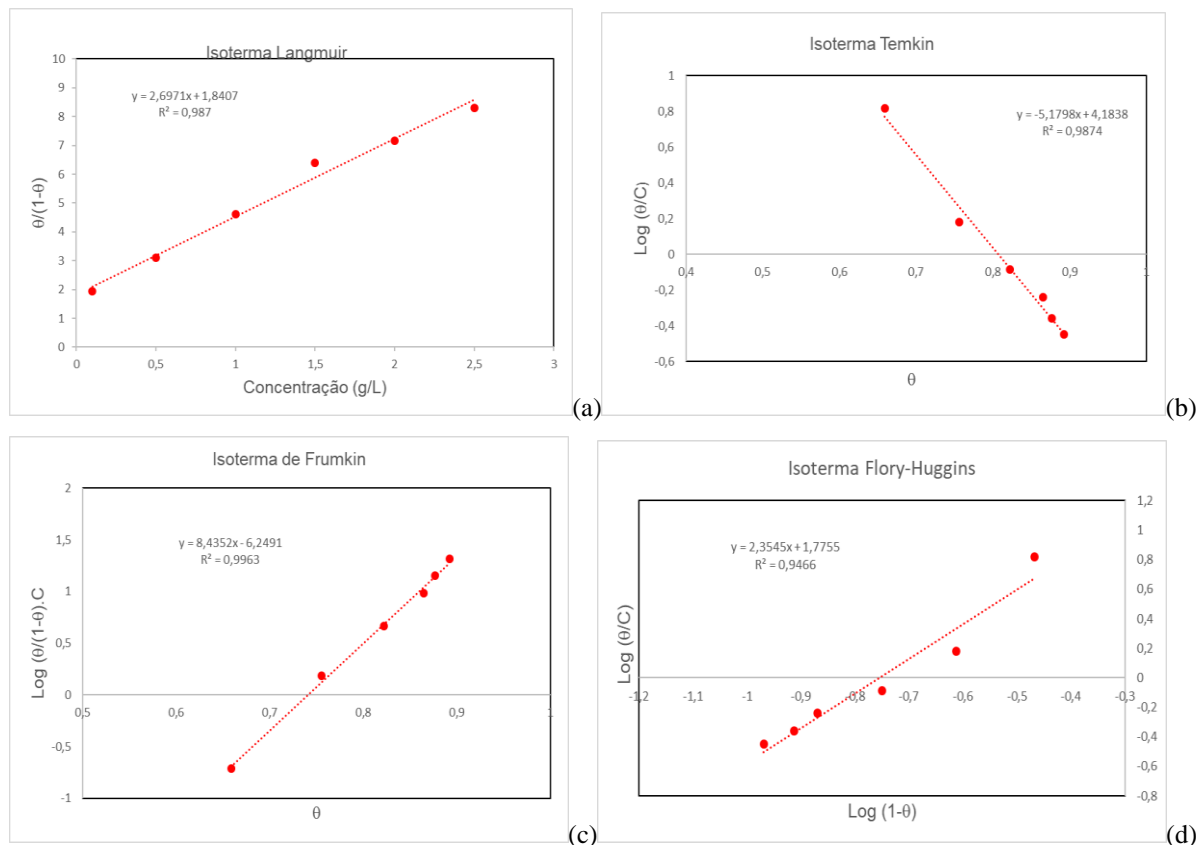 Isoterma Langmuir
y = 2,6971x + 1,8407
R² = 0,987
10
9
8
7
6
5
4
3
2
1
0
θ/(1-θ)
0 0,5 1 1,5 2 2,5 3
Concentração (g/L)
(a)
Isoterma Temkin
y = -5,1798x + 4,1838
R² = 0,9874
1
0,8
0,6
0,4
0,2
0
-0,2
-0,4
-0,6
Log (θ/C)
0,4 0,5 0,6 0,7 0,8 0,9 1
θ
(b)
Isoterma de Frumkin
y = 8,4352x - 6,2491
R² = 0,9963
2
1,5
1
0,5
0
-0,5
-1
Log (θ/(1-θ).C
0,5 0,6 0,7 0,8 0,9 1
θ
(c)
Isoterma Flory-Huggins
y = 2,3545x + 1,7755
R² = 0,9466
1,2
1
0,8
0,6
0,4
0,2
0
-0,2
-0,4
-0,6
-0,8
Log (θ/C)
-1,2 -1,1 -1 -0,9 -0,8 -0,7 -0,6 -0,5 -0,4 -0,3
Log (1-θ)
(d)